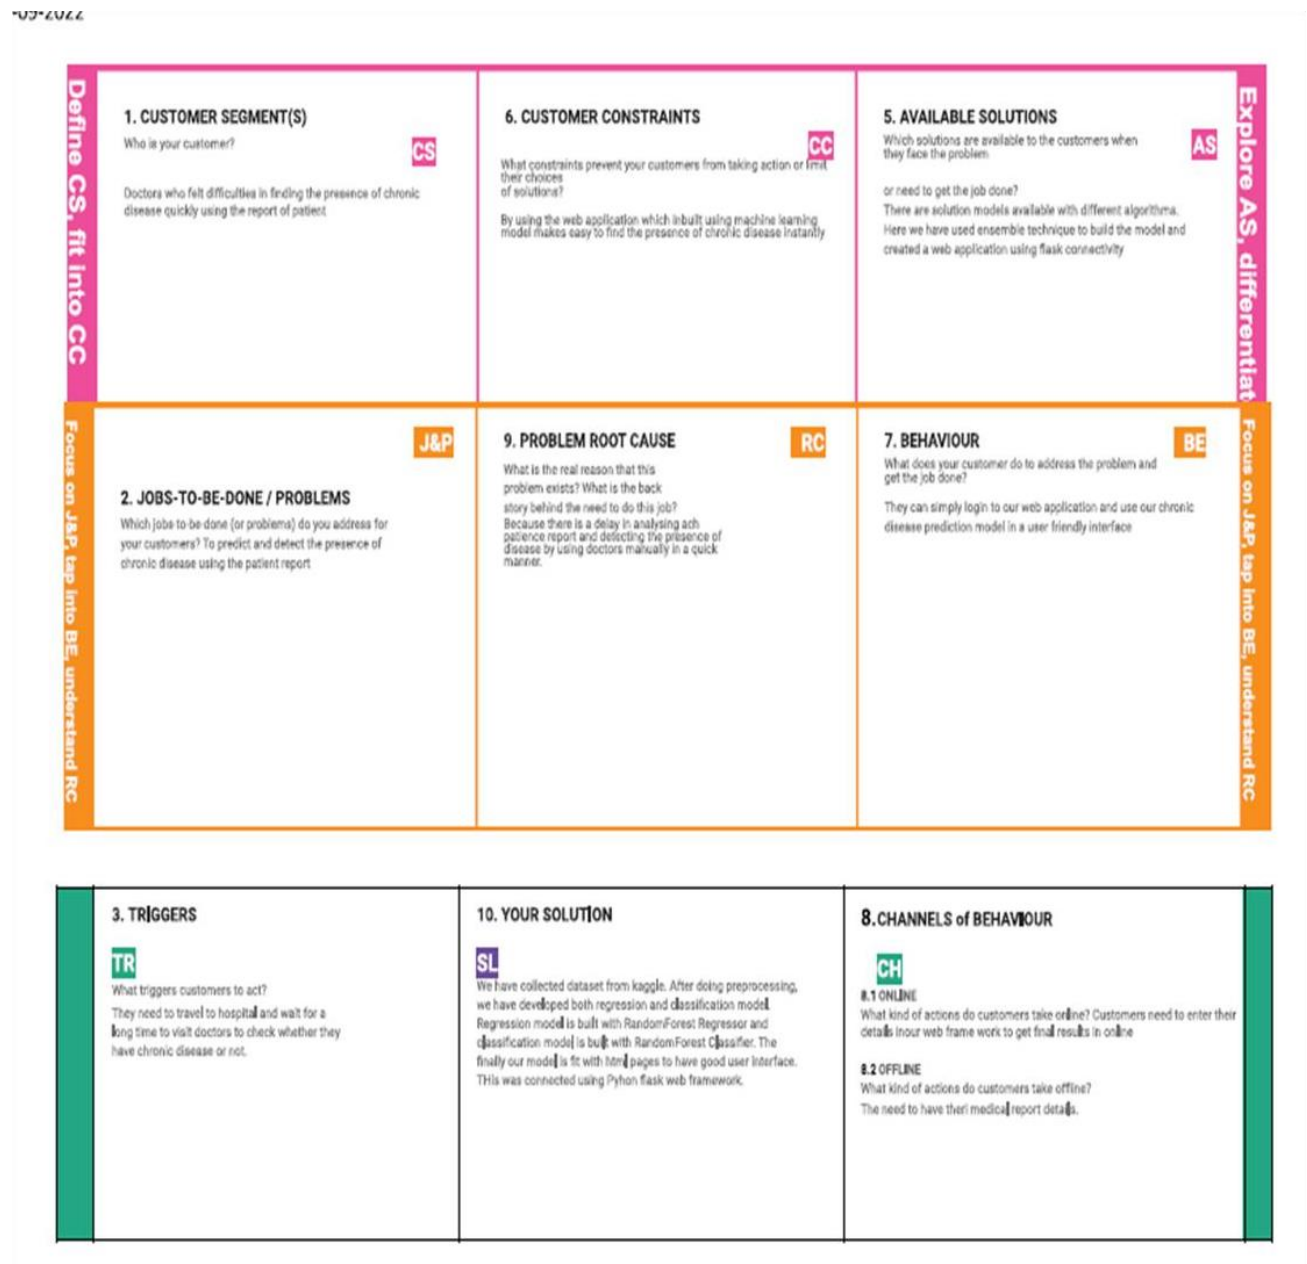 -09-2022
Define CS, fit into CC
1. CUSTOMER SEGMENT(S)
Who is your customer?
CS
Doctors who felt difficulties in finding the presence of chronic
disease quickly using the report of patient
6. CUSTOMER CONSTRAINTS
CC
What constraints prevent your customers from taking action or limit
their choices
of solutions?
By using the web application which inbuilt using machine learning
model makes easy to find the presence of chronic disease instantly
5. AVAILABLE SOLUTIONS
Which solutions are available to the customers when
they face the problem
AS
or need to get the job done?
There are solution models available with different algorithms.
Here we have used ensemble technique to build the model and
created a web application using flask connectivity
Explore AS, differentiat
Focus on J&P, tap into BE, understand RC
J&P
2. JOBS-TO-BE-DONE / PROBLEMS
Which jobs-to-be-done (or problems) do you address for
your customers? To predict and detect the presence of
chronic disease using the patient report
9. PROBLEM ROOT CAUSE
RC
What is the real reason that this
problem exists? What is the back
story behind the need to do this job?
Because there is a delay in analysing ach
patience report and detecting the presence of
disease by using doctors manually in a quick
manner.
7. BEHAVIOUR
BE
What does your customer do to address the problem and
get the job done?
They can simply login to our web application and use our chronic
disease prediction model in a user friendly interface
Focus on J&P, tap into BE, understand RC
3. TRIGGERS
TR
What triggers customers to act?
They need to travel to hospital and wait for a
long time to visit doctors to check whether they
have chronic disease or not.
10. YOUR SOLUTION
SL
We have collected dataset from kaggle. After doing preprocessing,
we have developed both regression and classification model.
Regression model is built with RandomForest Regressor and
classification model is built with RandomForest Classifier. The
finally our model is fit with html pages to have good user interface.
THis was connected using Pyhon flask web framework.
8.CHANNELS of BEHAVIOUR
CH
8.1 ONLINE
What kind of actions do customers take online? Customers need to enter their
details inour web frame work to get final results in online
8.2 OFFLINE
What kind of actions do customers take offline?
The need to have theri medical report details.